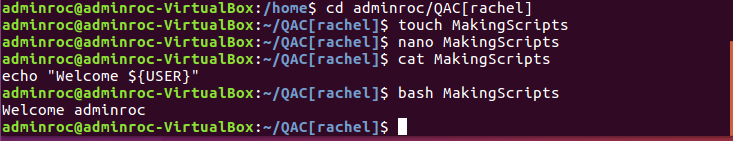 adminroc@adminroc-VirtualBox:/home$ cd adminroc/QAC[rachel]
adminroc@adminroc-VirtualBox:~/QAC[rachel]$ touch MakingScripts
adminroc@adminroc-VirtualBox:~/QAC[rachel]$ nano MakingScripts
adminroc@adminroc-VirtualBox:~/QAC[rachel]$ cat MakingScripts
echo "Welcome ${USER}"
adminroc@adminroc-VirtualBox:~/QAC[rachel]$ bash MakingScripts
Welcome adminroc
adminroc@adminroc-VirtualBox:~/QAC[rachel]$